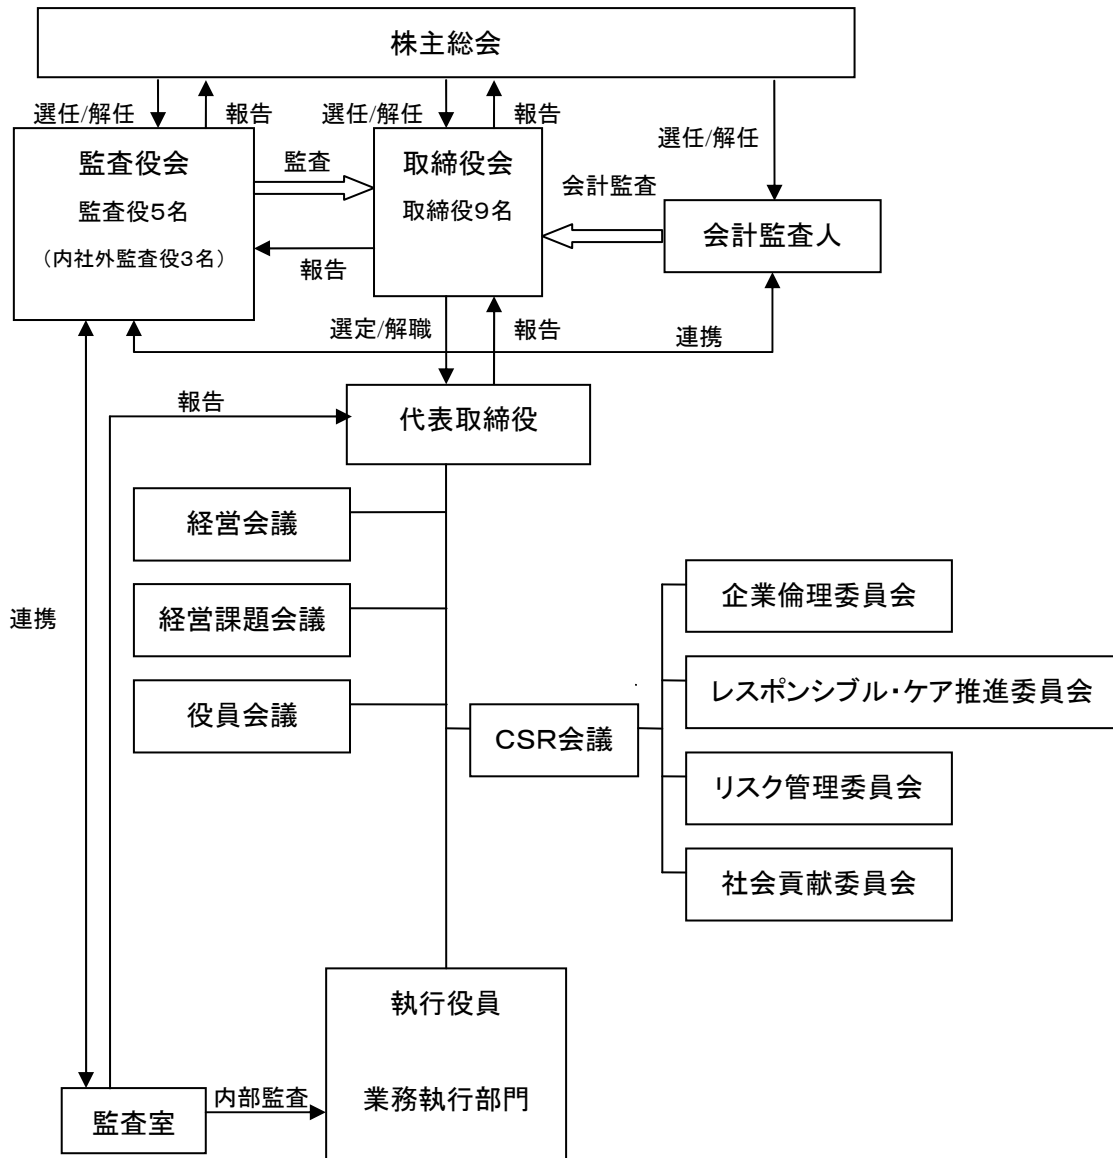 株主総会
選任/解任
報告
選任/解任
報告
選任/解任
監査役会
監査役5名
（内社外監査役3名）
監査
報告
取締役会
取締役9名
会計監査
会計監査人
選定/解職
報告
連携
報告
代表取締役
経営会議
経営課題会議
役員会議
連携
CSR会議
企業倫理委員会
レスポンシブル・ケア推進委員会
リスク管理委員会
社会貢献委員会
執行役員
業務執行部門
内部監査
監査室